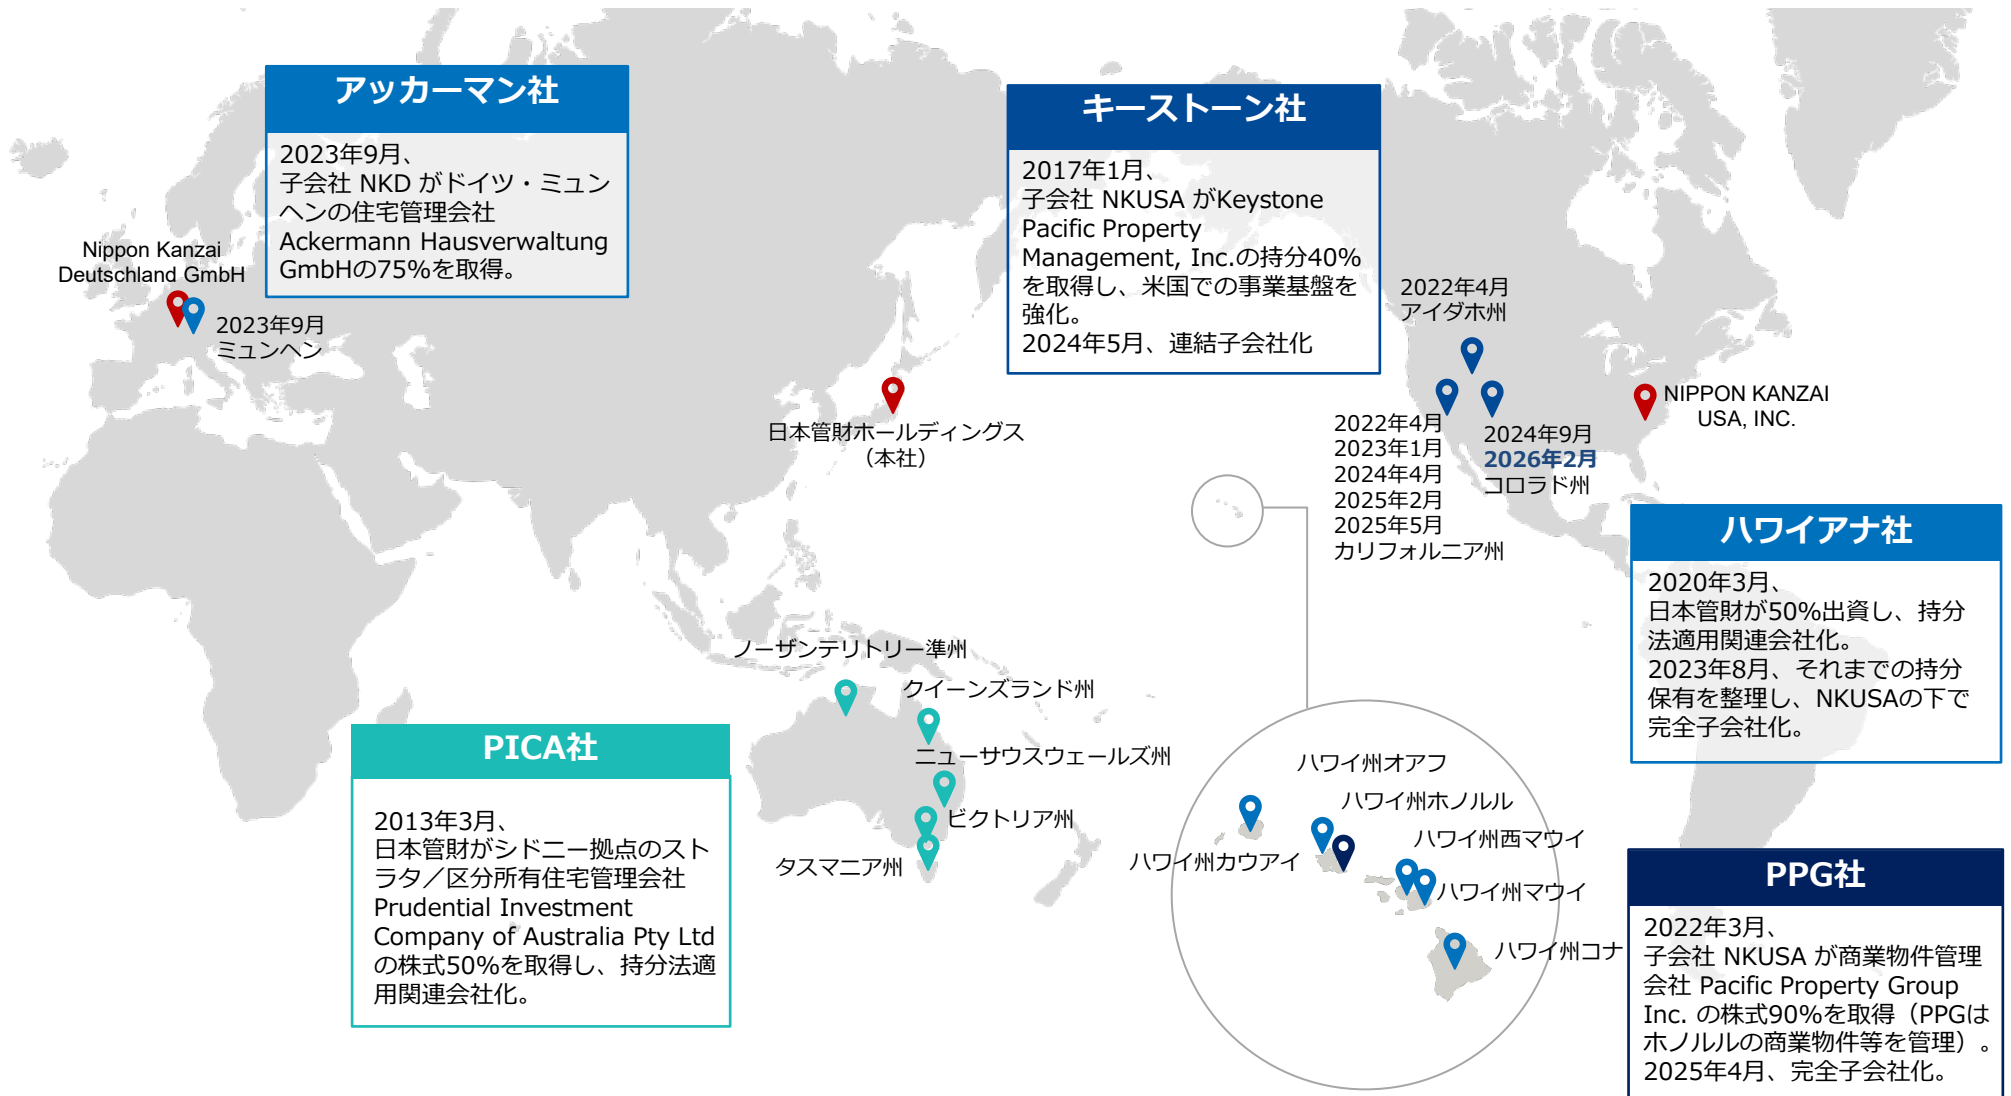 アッカーマン社
2023年9月、
子会社 NKD がドイツ・ミュン
ヘンの住宅管理会社
Ackermann Hausverwaltung
GmbHの75%を取得。
Nippon Kanzai
Deutschland GmbH
2023年9月
ミュンヘン
キーストーン社
2017年1月、
子会社 NKUSA がKeystone
Pacific Property
Management, Inc.の持分40%
を取得し、米国での事業基盤を
強化。
2024年5月、連結子会社化
日本管財ホールディングス
（本社）
2022年4月
アイダホ州
2022年4月
2023年1月
2024年4月
2025年2月
2025年5月
カリフォルニア州
2024年9月
2026年2月
コロラド州
NIPPON KANZAI
USA, INC.
ハワイアナ社
2020年3月、
日本管財が50%出資し、持分
法適用関連会社化。
2023年8月、それまでの持分
保有を整理し、NKUSAの下で
完全子会社化。
ノーザンテリトリー準州
クイーンズランド州
ニューサウスウェールズ州
ビクトリア州
タスマニア州
PICA社
2013年3月、
日本管財がシドニー拠点のスト
ラタ／区分所有住宅管理会社
Prudential Investment
Company of Australia Pty Ltd
の株式50%を取得し、持分法適
用関連会社化。
ハワイ州オアフ
ハワイ州ホノルル
ハワイ州西マウイ
ハワイ州カウアイ
ハワイ州マウイ
ハワイ州コナ
PPG社
2022年3月、
子会社 NKUSA が商業物件管理
会社 Pacific Property Group
Inc. の株式90%を取得（PPGは
ホノルルの商業物件等を管理）。
2025年4月、完全子会社化。